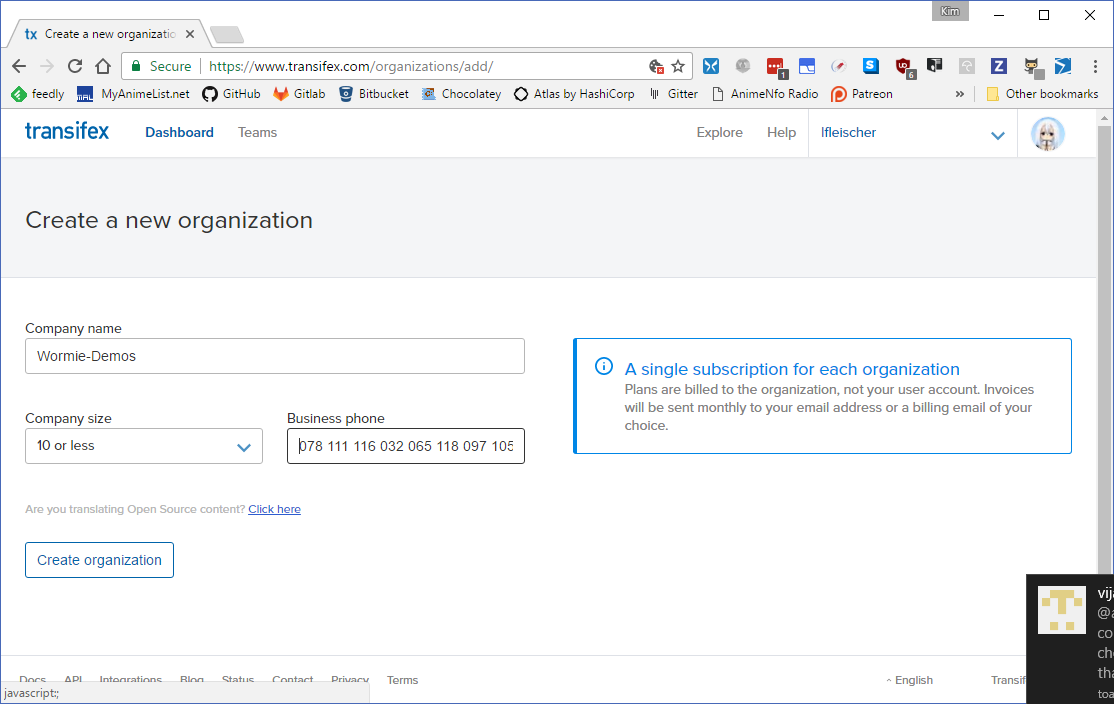 Kim
tx Create a new organizatio
Secure https://www.transifex.com/organizations/add/
1 6
feedly MyAnimeList.net GitHub Gitlab Bitbucket Chocolatey Atlas by HashiCorp Gitter AnimeNfo Radio Patreon » Other bookmarks
transifex Dashboard Teams Explore Help lfleischer
Create a new organization
Company name
Wormie-Demos
A single subscription for each organization
Plans are billed to the organization, not your user account. Invoices
will be sent monthly to your email address or a billing email of your
choice.
Company size Business phone
10 or less 078 111 116 032 065 118 097 105
Are you translating Open Source content? Click here
Create organization
Docs API Integrations Blog Status Contact Privacy Terms English Transif
javascript:;
vija
@a
co
che
tha
toa